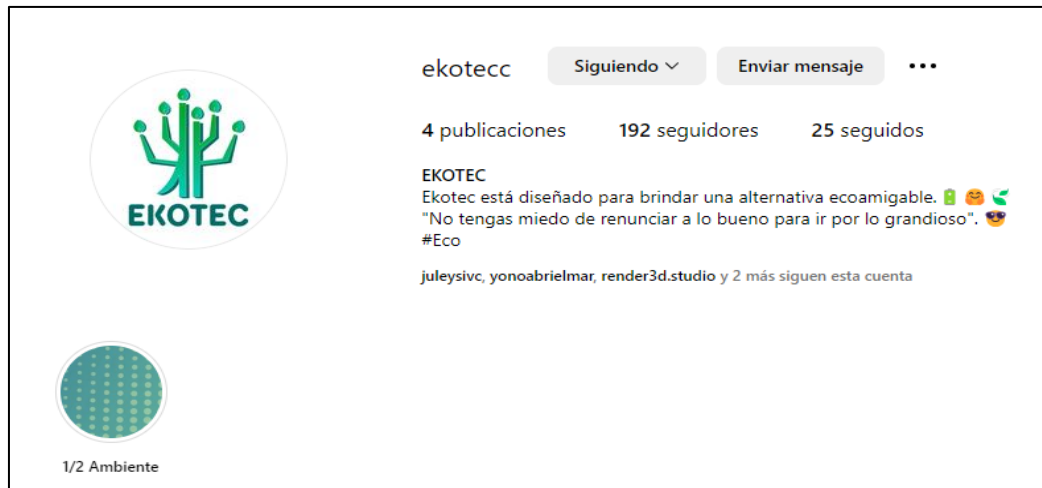 EKOTEC
ekotecc Siguiendo Enviar mensaje
4 publicaciones 192 seguidores 25 seguidos
EKOTEC
Ekotec está diseñado para brindar una alternativa ecoamigable. 🔋 🤗 🍃
"No tengas miedo de renunciar a lo bueno para ir por lo grandioso". 😎
#Eco
juleysivc, yonoabrielmar, render3d.studio y 2 más siguen esta cuenta
1/2 Ambiente